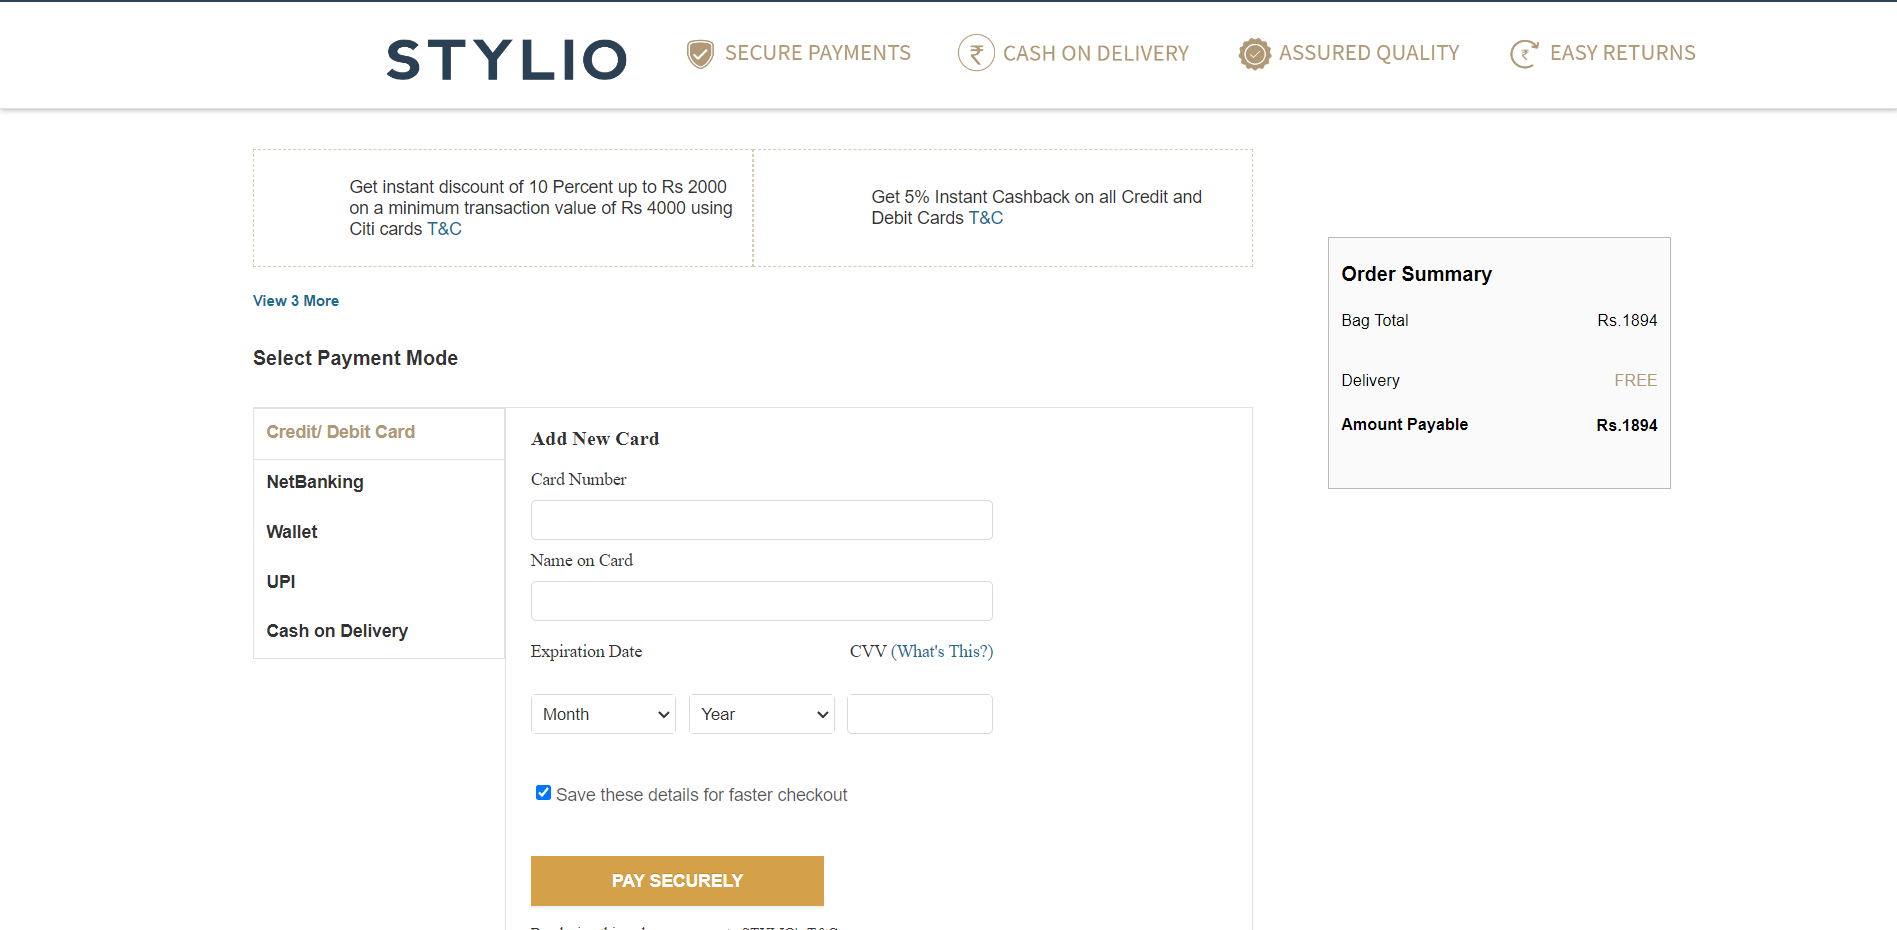 STYLIO
SECURE PAYMENTS
CASH ON DELIVERY
ASSURED QUALITY
EASY RETURNS
Get instant discount of 10 Percent up to Rs 2000
on a minimum transaction value of Rs 4000 using
Citi cards T&C
Get 5% Instant Cashback on all Credit and
Debit Cards T&C
View 3 More
Select Payment Mode
Credit/ Debit Card
NetBanking
Wallet
UPI
Cash on Delivery
Add New Card
Card Number
Name on Card
Expiration Date
CVV (What's This?)
Month
Year
Save these details for faster checkout
PAY SECURELY
Order Summary
Bag Total Rs.1894
Delivery FREE
Amount Payable Rs.1894